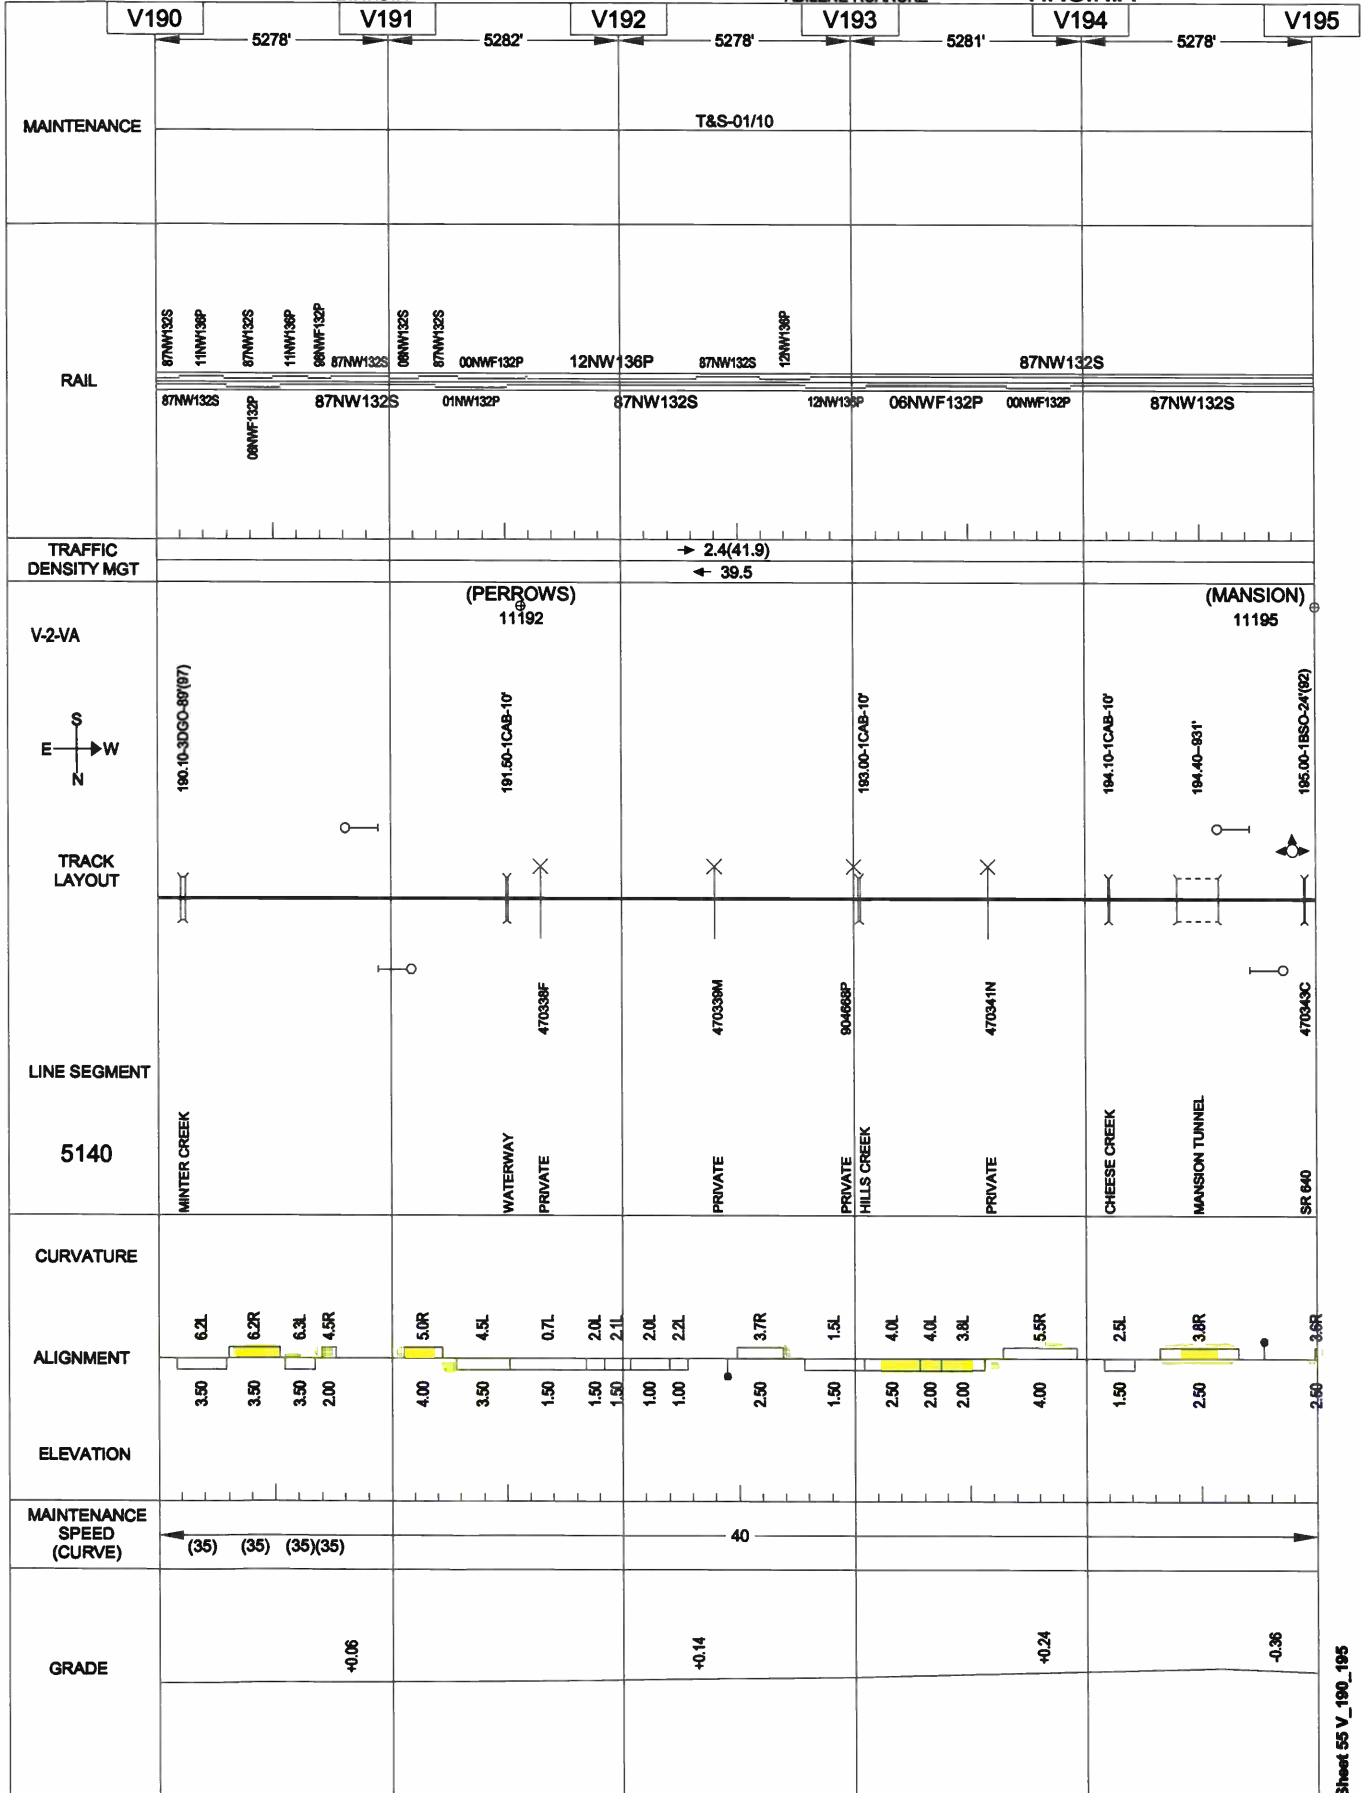 V190 V191 V192 V193 V194 V195
5278' 5282' 5278' 5281' 5278'
MAINTENANCE
T&S-01/10
87NW132S 11NW136P 87NW132S 11NW136P 87NW132S 87NW132S 00NWF132P 12NW136P 87NW132S 12NW136P 87NW132S
RAIL
87NW132S 87NW132S 01NW132P 87NW132S 12NW136P 06NWF132P 00NWF132P 87NW132S
TRAFFIC
DENSITY MGT
2.4(41.9)
39.5
(PERROWS)
11192
(MANSION)
11195
V-2-VA
S
E W
N
190.10-3DGO-89'(97) 191.50-1CAB-10' 193.00-1CAB-10' 194.10-1CAB-10' 194.40--931' 195.00-1BSO-24'(92)
TRACK
LAYOUT
470338F 470339M 904668P 470341N 470343C
LINE SEGMENT
5140
MINTER CREEK WATERWAY PRIVATE PRIVATE PRIVATE HILLS CREEK PRIVATE CHEESE CREEK MANSION TUNNEL SR 640
CURVATURE
6.2L 6.2R 6.3L 4.5R 5.0R 4.5L 0.7L 2.0L 2.1L 2.0L 2.2L 3.7R 1.5L 4.0L 4.0L 3.8L 5.5R 2.5L 3.8R 3.6R
ALIGNMENT
3.50 3.50 3.50 2.00 4.00 3.50 1.50 1.50 1.50 1.00 1.00 2.50 1.50 2.50 2.00 2.00 4.00 1.50 2.50 2.50
ELEVATION
MAINTENANCE
SPEED
(CURVE)
(35) (35) (35)(35)
40
GRADE
+0.06 +0.14 +0.24 -0.36
Sheet 55 V_190_195